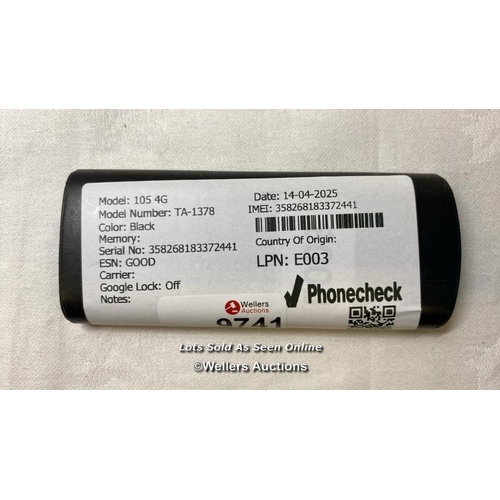 Model: 105 4G
Model Number: TA-1378
Color: Black
Memory:
Serial No: 358268183372441
ESN: GOOD
Carrier:
Google Lock: Off
Notes:
Date: 14-04-2025
IMEI: 358268183372441
Country Of Origin:
LPN: E003
Phonecheck
Wellers
Auctions
9741
Lots Sold As Seen Online
©Wellers Auctions